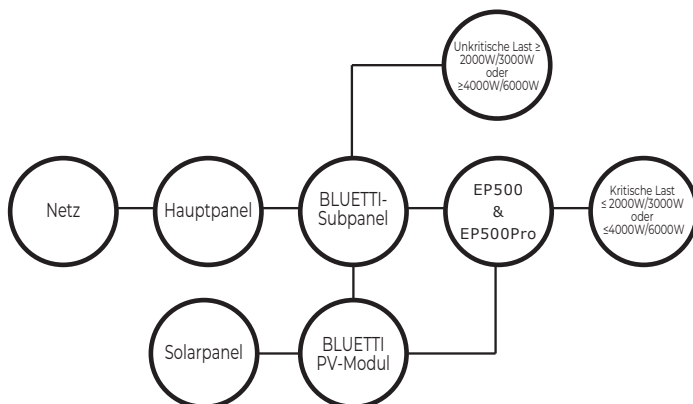 Unkritische Last ≥
2000W/3000W
oder
≥4000W/6000W
Netz
Hauptpanel
BLUETTI-
Subpanel
EP500
&
EP500Pro
Kritische Last
≤ 2000W/3000W
oder
≤4000W/6000W
Solarpanel
BLUETTI
PV-Modul